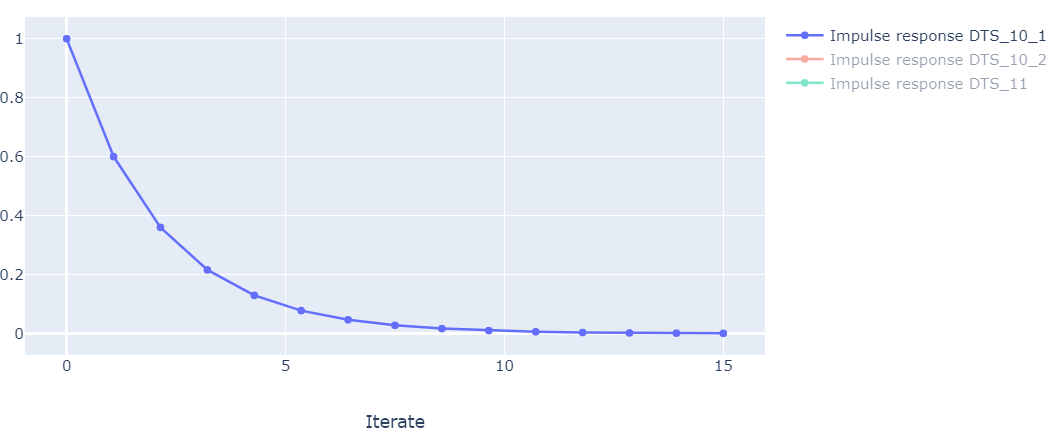 1
0.8
0.6
0.4
0.2
0
0 5 10 15
Iterate
Impulse response DTS_10_1
Impulse response DTS_10_2
Impulse response DTS_11